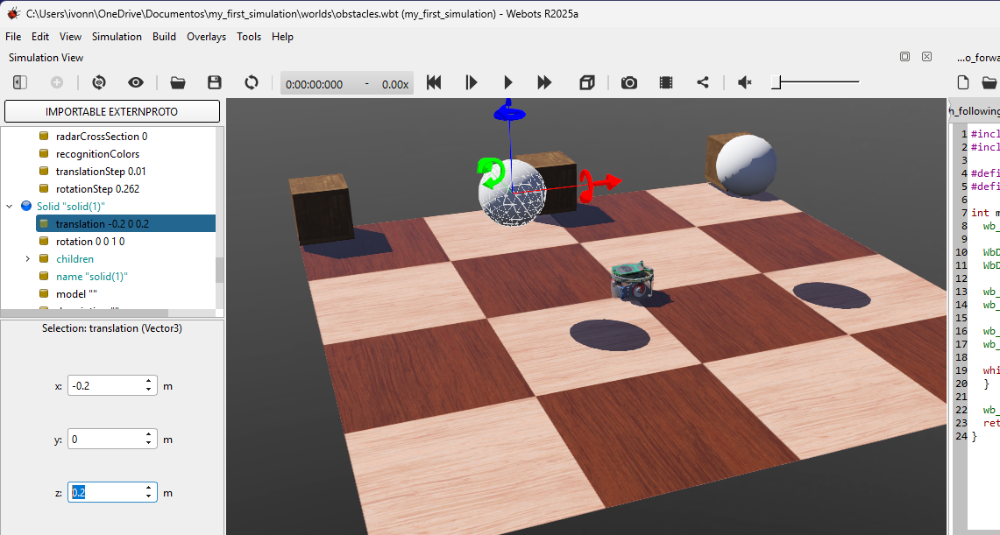 C:\Users\ivonn\OneDrive\Documentos\my_first_simulation\worlds\obstacles.wbt (my_first_simulation) - Webots R2025a
File Edit View Simulation Build Overlays Tools Help
Simulation View
...o_forwa
0:00:00:000 - 0.00x
IMPORTABLE EXTERNPROTO
h_following
radarCrossSection 0
recognitionColors
translationStep 0.01
rotationStep 0.262
Solid "solid(1)"
translation -0.2 0 0.2
rotation 0 0 1 0
children
name "solid(1)"
model ""
Selection: translation (Vector3)
x: -0.2 m
y: 0 m
z: 0.2 m
1 #incl
2 #incl
3
4 #defi
5 #defi
6
7 int m
8 wb_
9
10 WbD
11 WbD
12
13 wb_
14 wb_
15
16 wb_
17 wb_
18
19 whi
20 }
21
22 wb_
23 ret
24 }